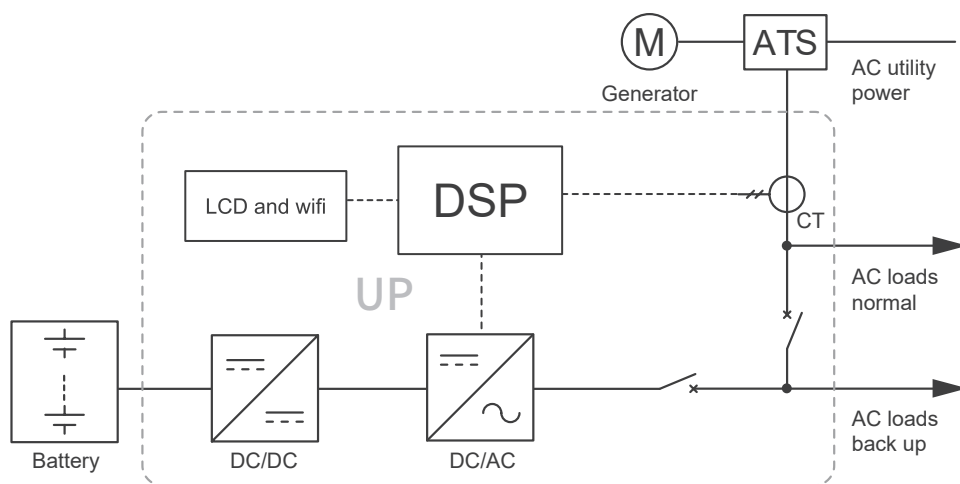 M
ATS
Generator
AC utility
power
LCD and wifi
DSP
CT
UP
AC loads
normal
Battery
DC/DC
DC/AC
AC loads
back up